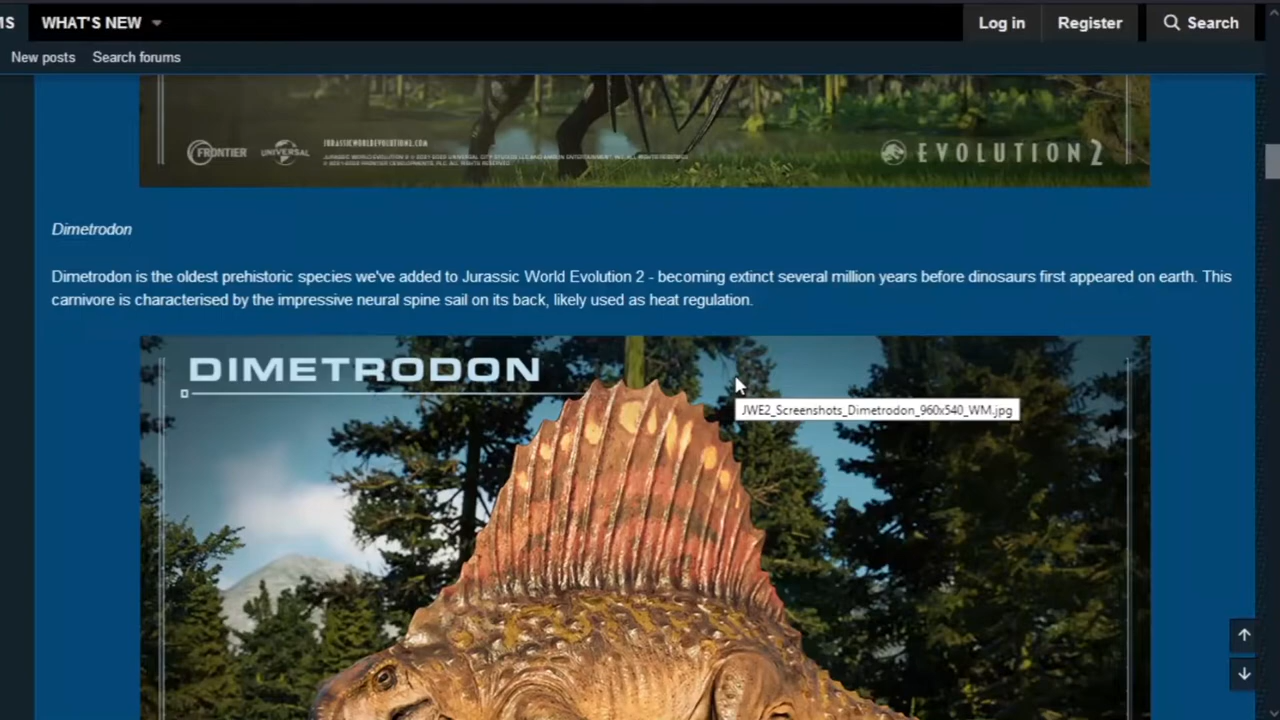 MS WHAT'S NEW Log in Register Search
New posts Search forums
FRONTIER UNIVERSAL JURASSICWORLDEVOLUTION2.COM EVOLUTION 2
Dimetrodon
Dimetrodon is the oldest prehistoric species we've added to Jurassic World Evolution 2 - becoming extinct several million years before dinosaurs first appeared on earth. This
carnivore is characterised by the impressive neural spine sail on its back, likely used as heat regulation.
DIMETRODON
JWE2_Screenshots_Dimetrodon_960x540_WM.jpg